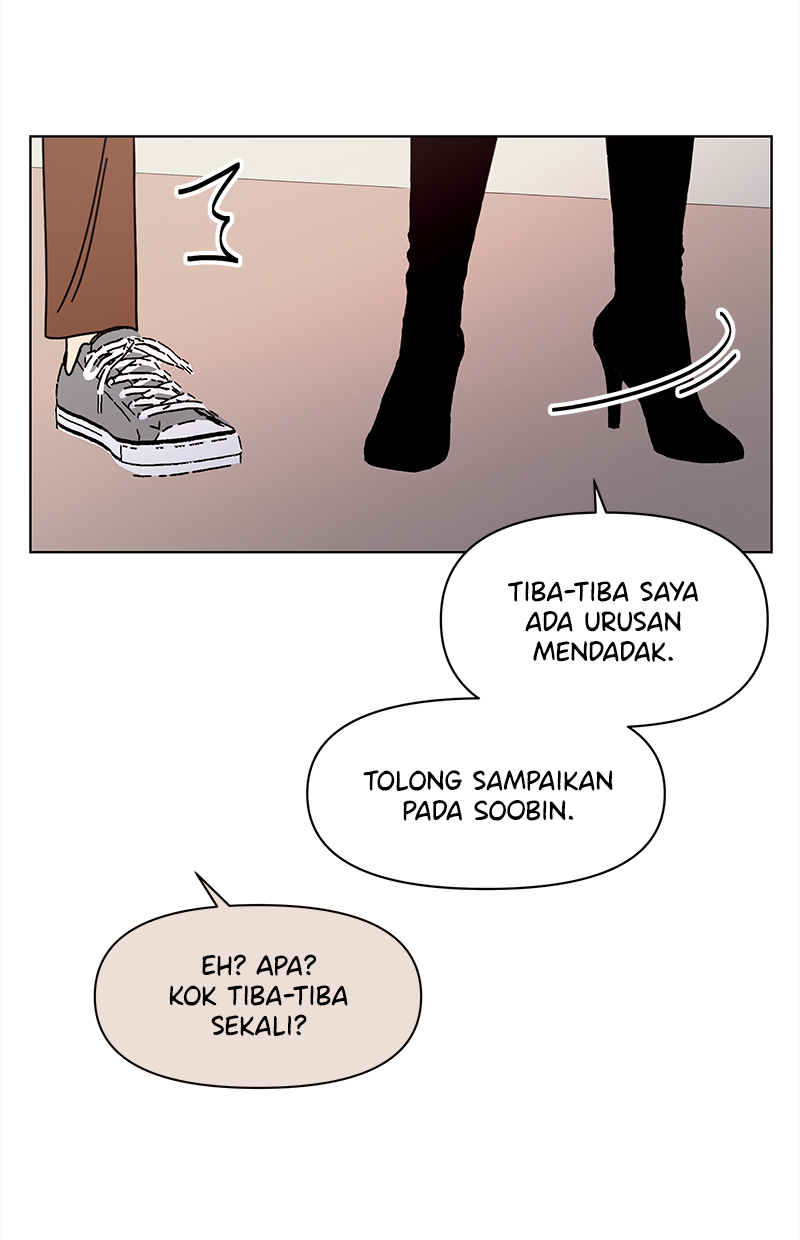 TIBA-TIBA SAYA
ADA URUSAN
MENDADAK.
TOLONG SAMPAIKAN
PADA SOOBIN.
EH? APA?
KOK TIBA-TIBA
SEKALI?